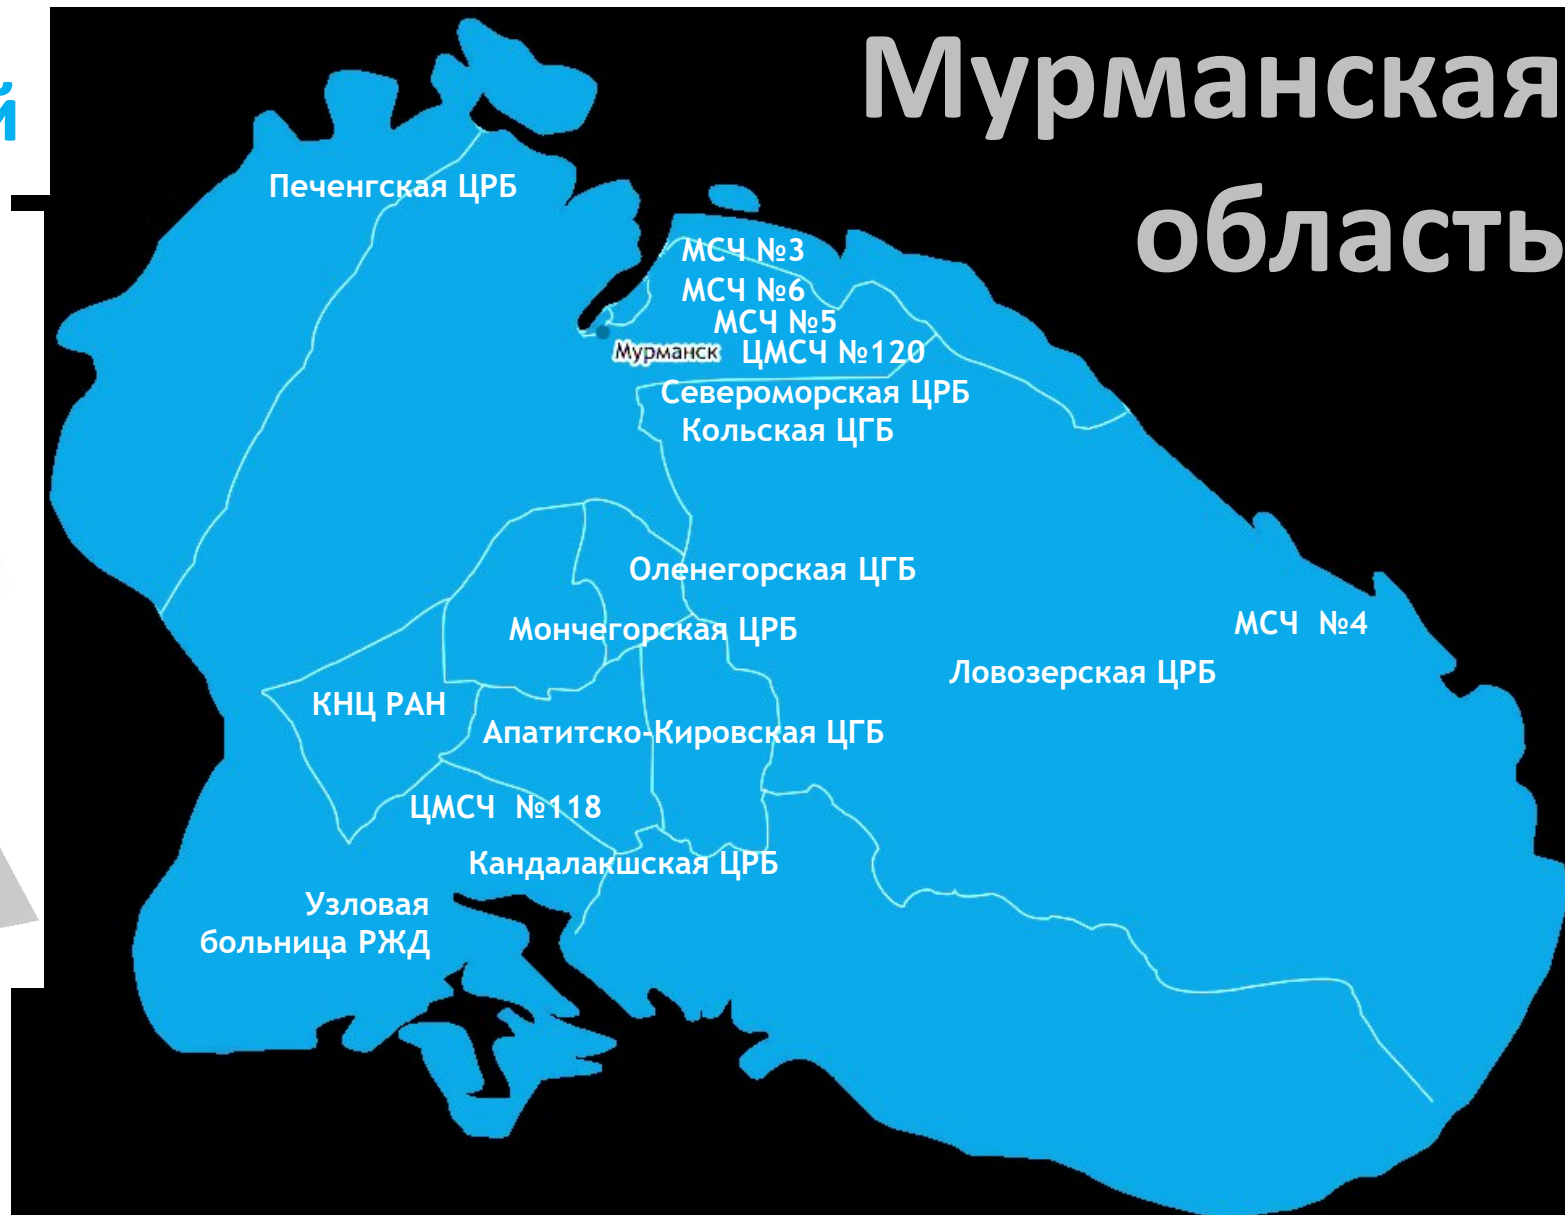 Мурманская
область
й
Печенгская ЦРБ
МСЧ №3
МСЧ №6
МСЧ №5
Мурманск
ЦМСЧ №120
Североморская ЦРБ
Кольская ЦГБ
Оленегорская ЦГБ
Мончегорская ЦРБ
МСЧ №4
Ловозерская ЦРБ
КНЦ РАН
Апатитско-Кировская ЦГБ
ЦМСЧ №118
Кандалакшская ЦРБ
Узловая
больница РЖД